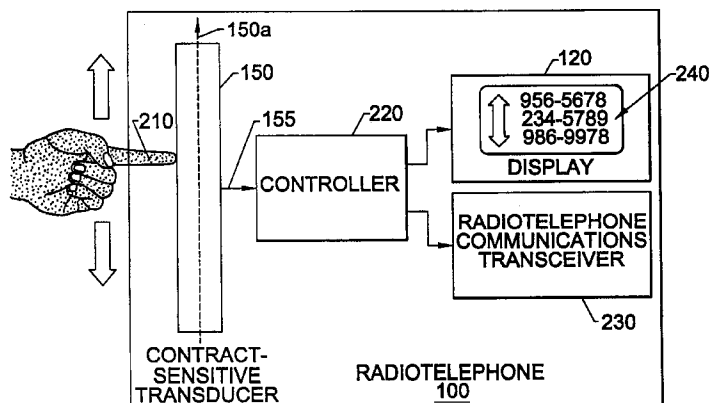 150a
150
120
240
210
155
220
956-5678
234-5789
986-9978
DISPLAY
CONTROLLER
RADIOTELEPHONE
COMMUNICATIONS
TRANSCEIVER
230
CONTRACT-
SENSITIVE
TRANSDUCER
RADIOTELEPHONE
100